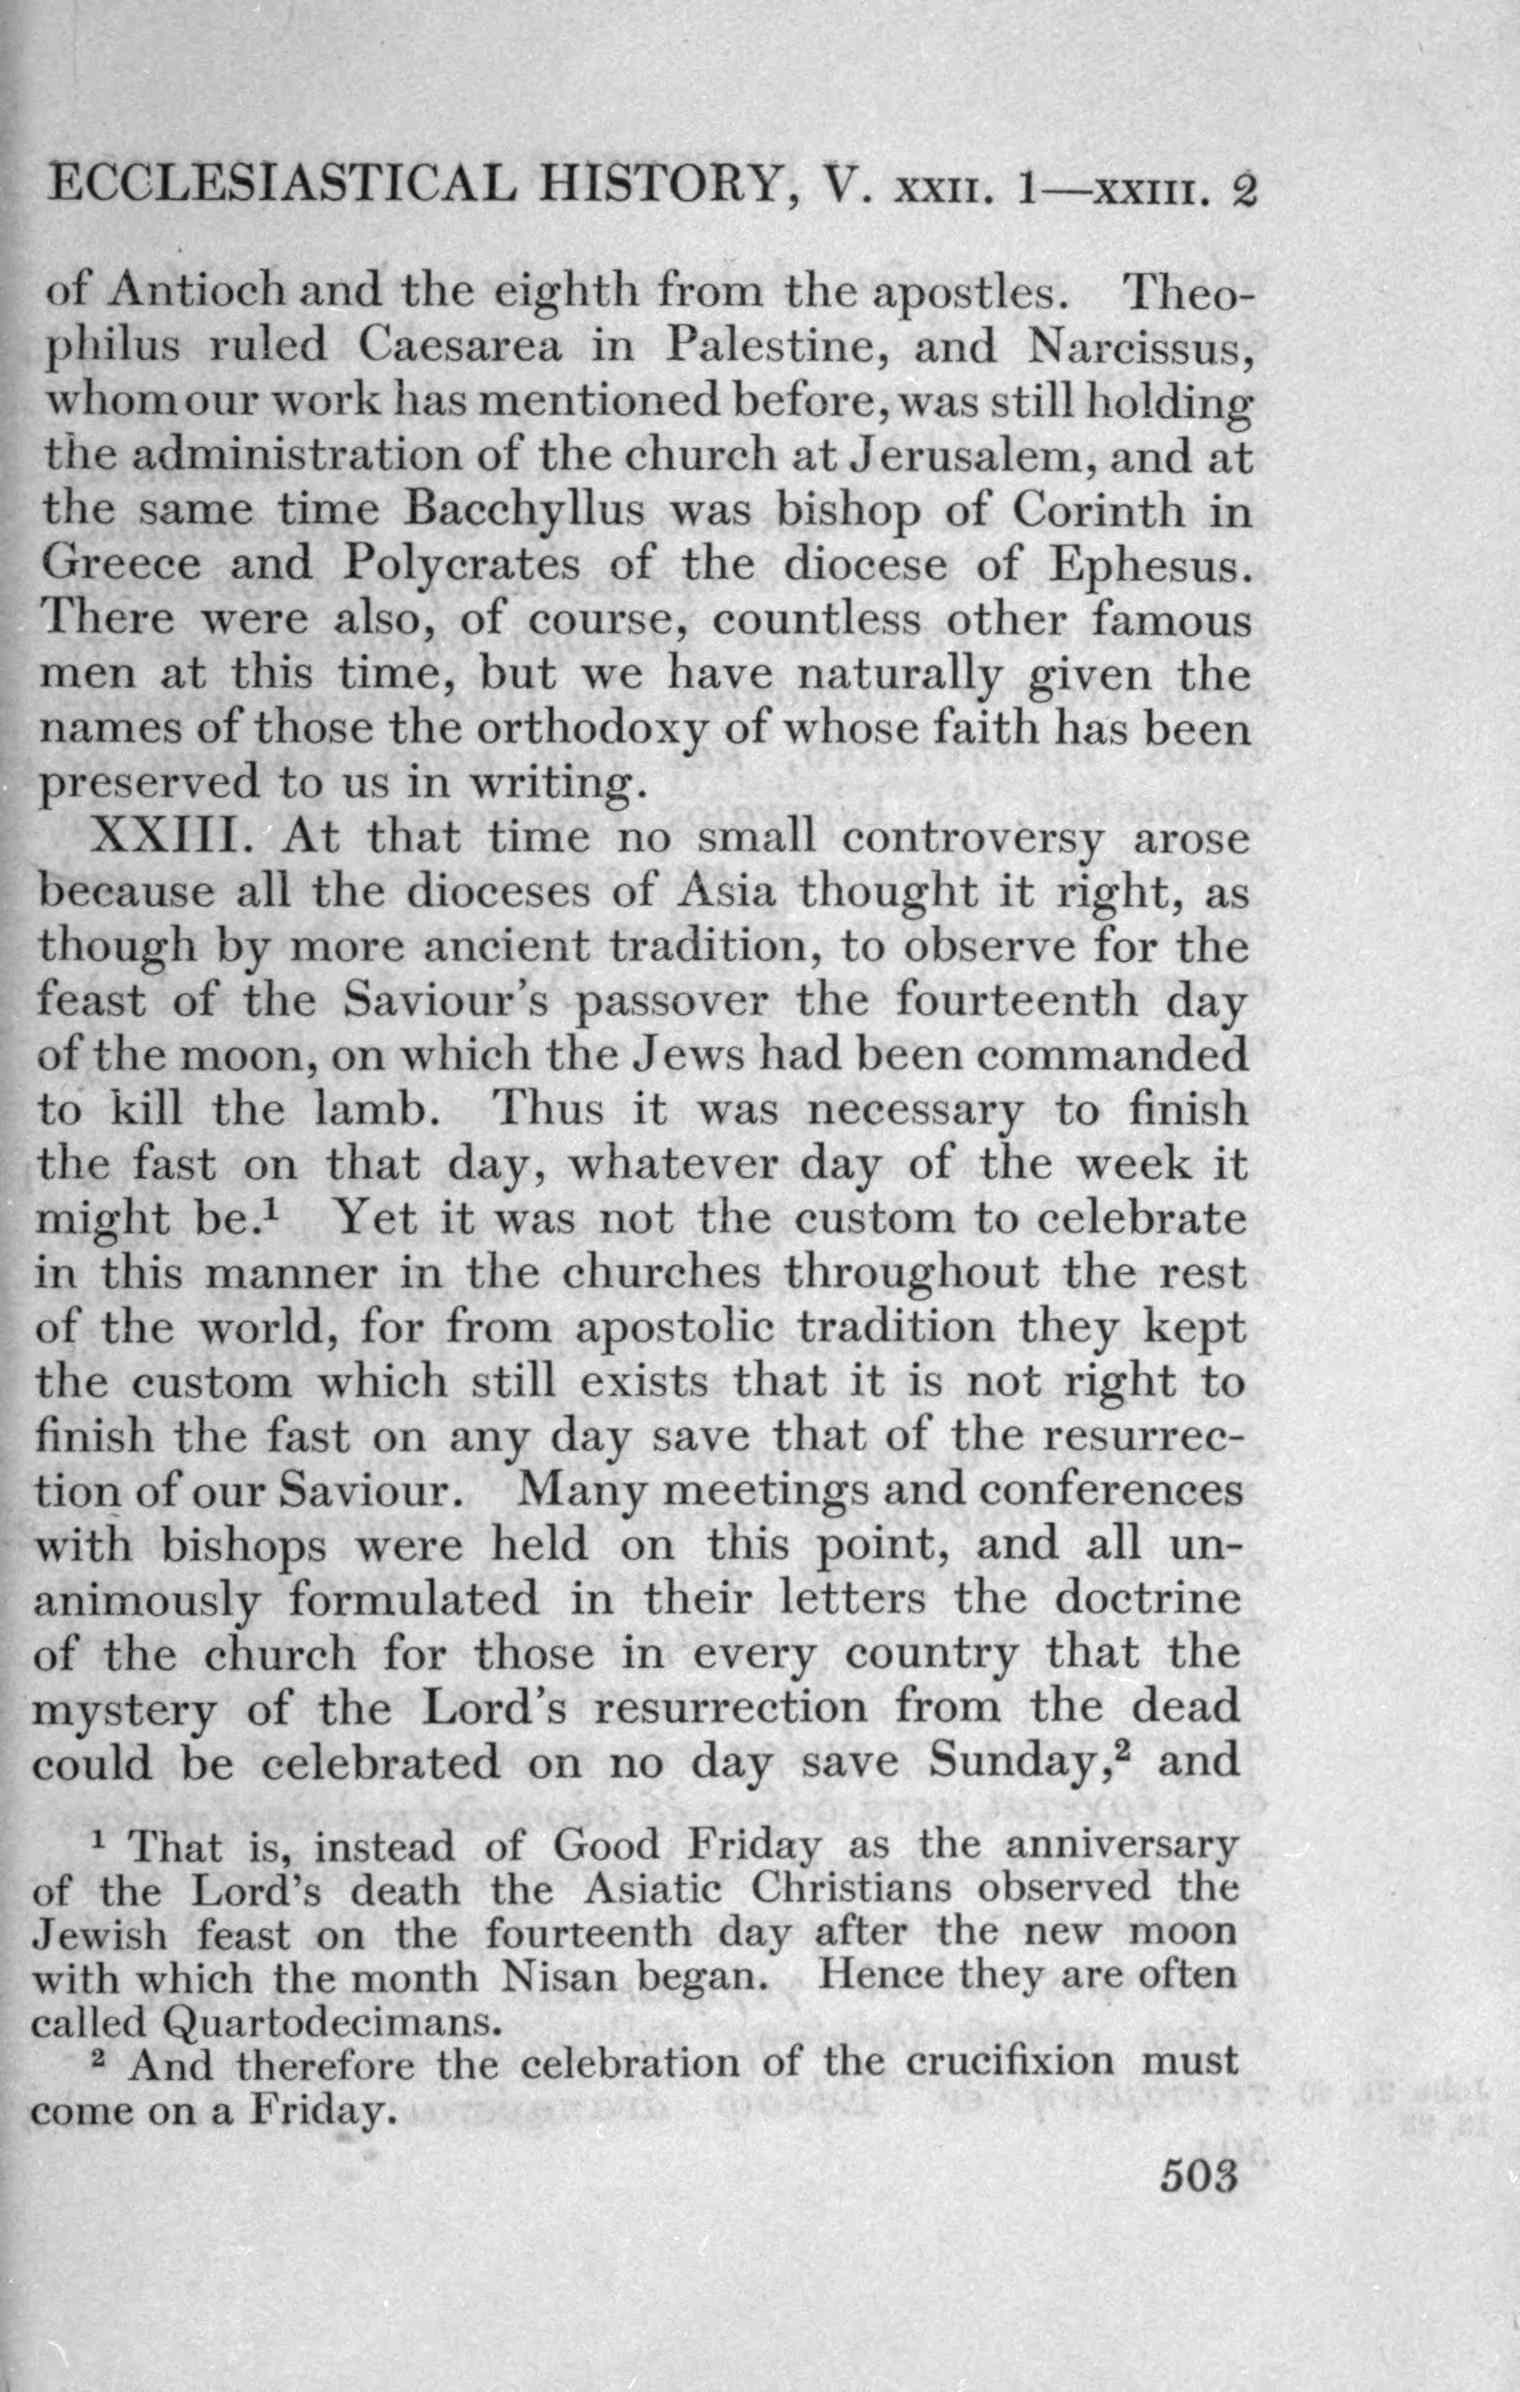 ECCLESIASTICAL HISTORY, V. XXII. 1—XXIII. 2
of Antioch and the eighth from the apostles. Theo-
philus ruled Caesarea in Palestine, and Narcissus,
whom our work has mentioned before, was still holding
the administration of the church at Jerusalem, and at
the same time Bacchyllus was bishop of Corinth in
Greece and Polycrates of the diocese of Ephesus.
There were also, of course, countless other famous
men at this time, but we have naturally given the
names of those the orthodoxy of whose faith has been
preserved to us in writing.
XXIII. At that time no small controversy arose
because all the dioceses of Asia thought it right, as
though by more ancient tradition, to observe for the
feast of the Saviour's passover the fourteenth day
of the moon, on which the Jews had been commanded
to kill the lamb. Thus it was necessary to finish
the fast on that day, whatever day of the week it
might be.¹ Yet it was not the custom to celebrate
in this manner in the churches throughout the rest
of the world, for from apostolic tradition they kept
the custom which still exists that it is not right to
finish the fast on any day save that of the resurrec-
tion of our Saviour. Many meetings and conferences
with bishops were held on this point, and all un-
animously formulated in their letters the doctrine
of the church for those in every country that the
mystery of the Lord's resurrection from the dead
could be celebrated on no day save Sunday,² and
¹ That is, instead of Good Friday as the anniversary
of the Lord's death the Asiatic Christians observed the
Jewish feast on the fourteenth day after the new moon
with which the month Nisan began. Hence they are often
called Quartodecimans.
² And therefore the celebration of the crucifixion must
come on a Friday.
503